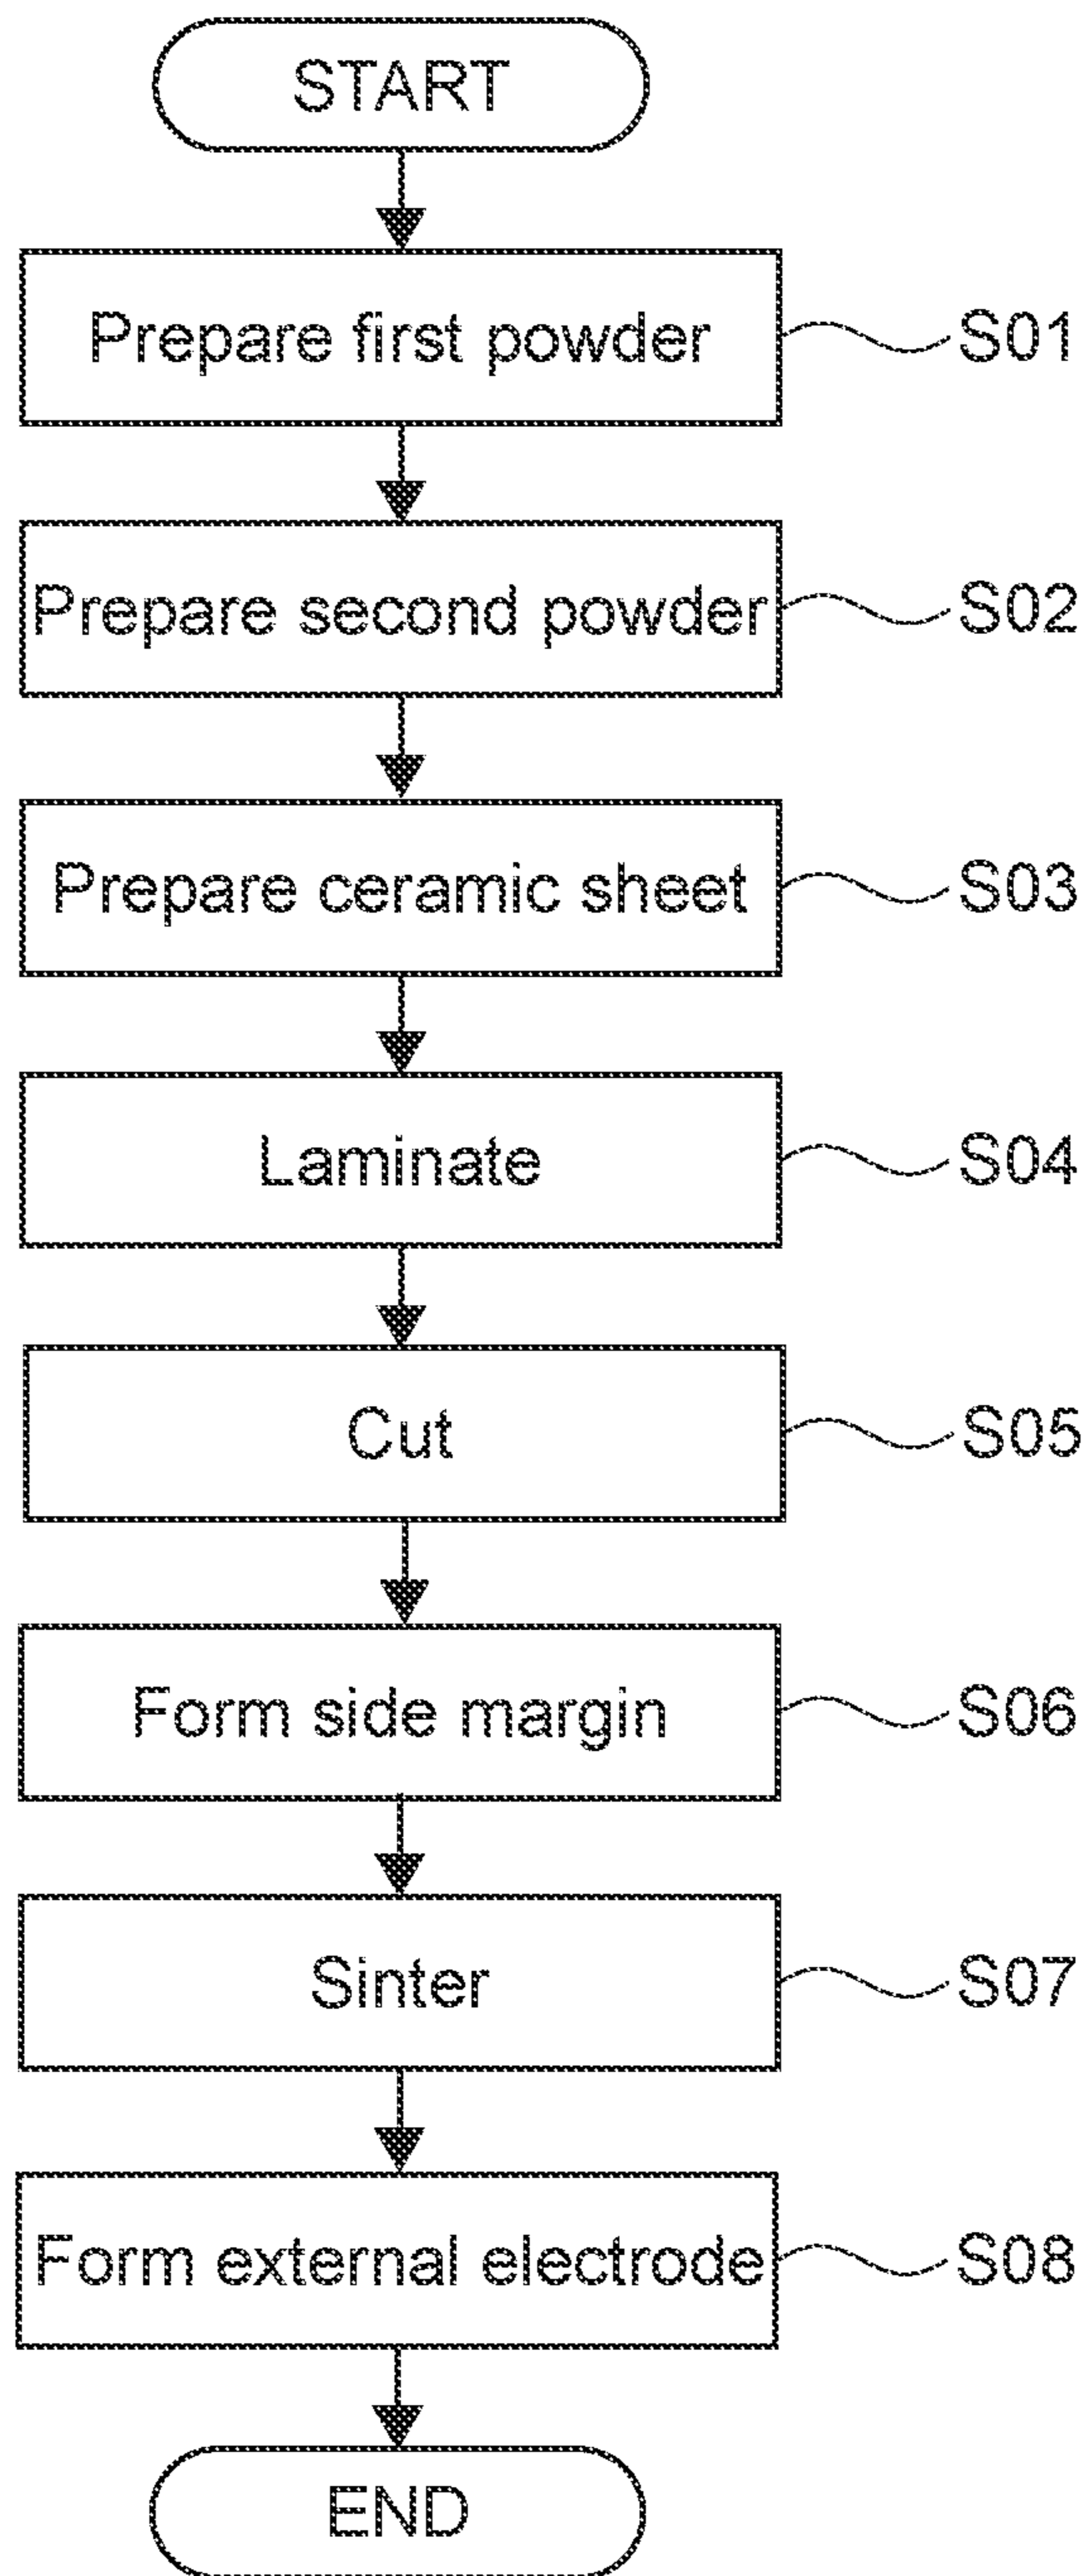 START
Prepare first powder S01
Prepare second powder S02
Prepare ceramic sheet S03
Laminate S04
Cut S05
Form side margin S06
Sinter S07
Form external electrode S08
END